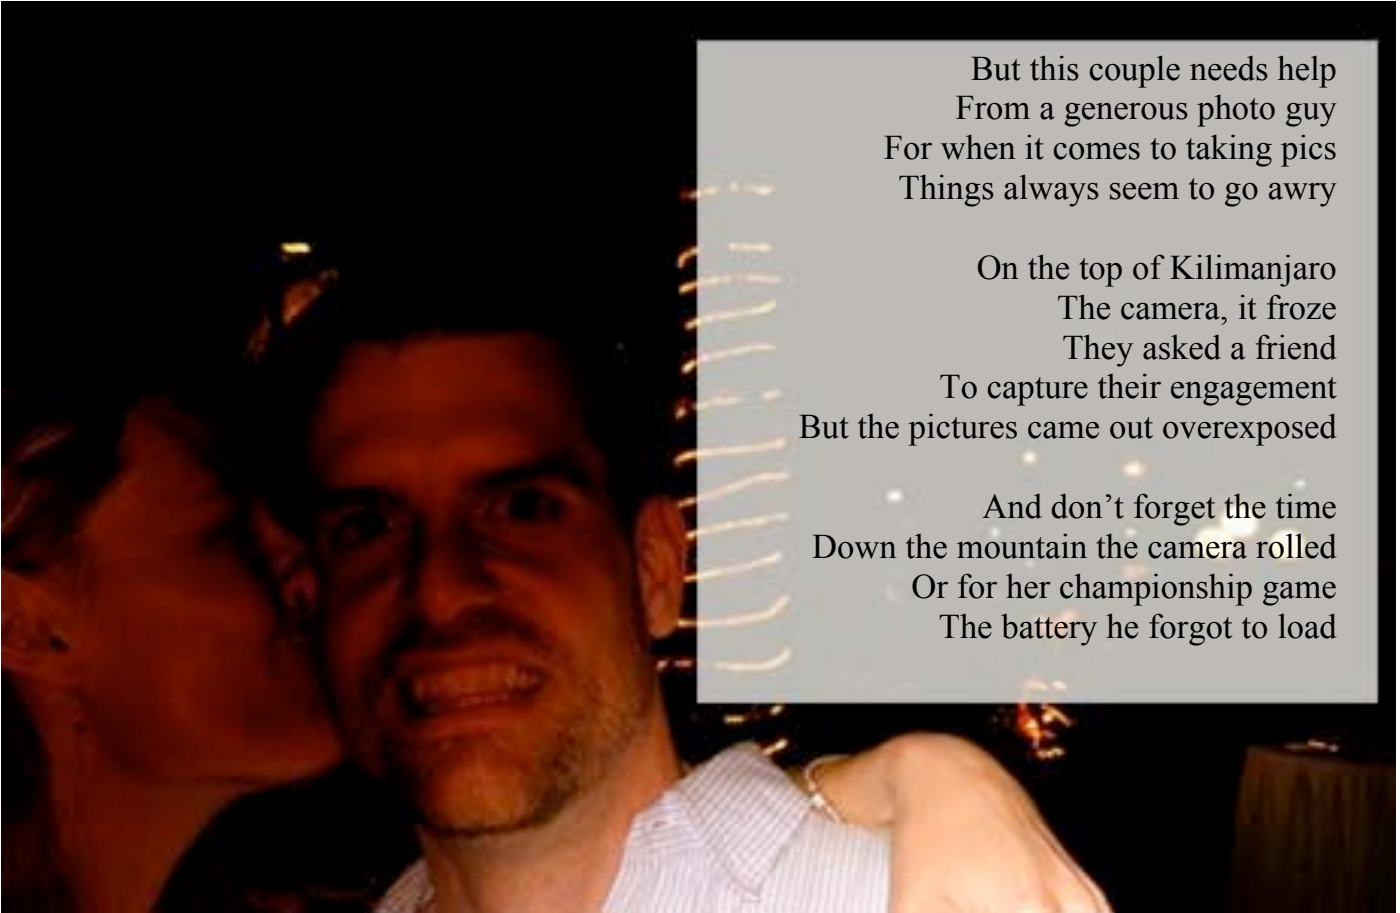 But this couple needs help
From a generous photo guy
For when it comes to taking pics
Things always seem to go awry
On the top of Kilimanjaro
The camera, it froze
They asked a friend
To capture their engagement
But the pictures came out overexposed
And don’t forget the time
Down the mountain the camera rolled
Or for her championship game
The battery he forgot to load